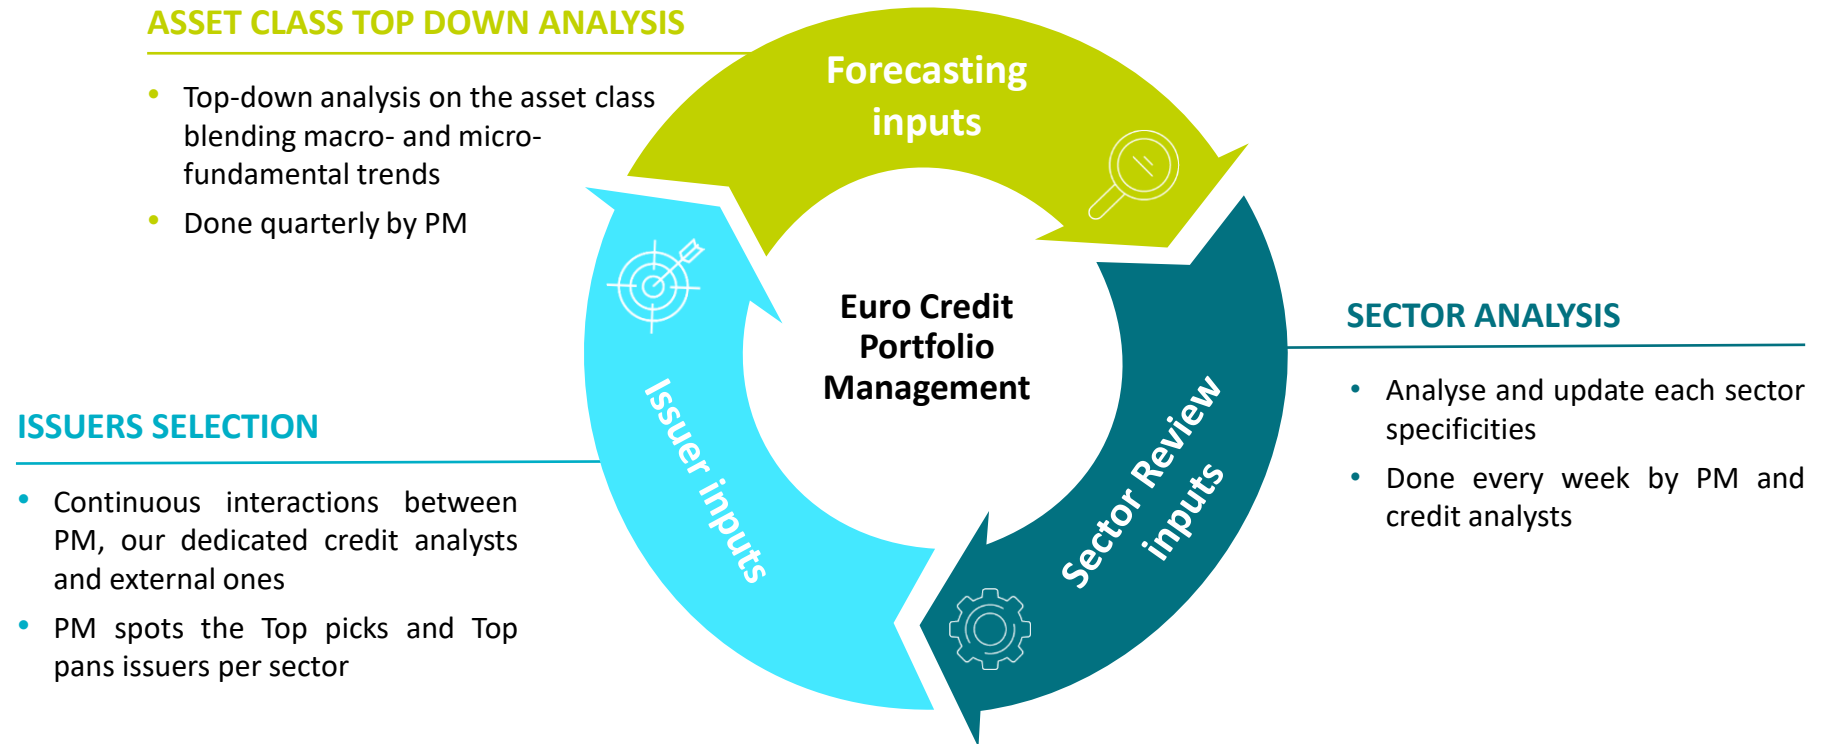 ASSET CLASS TOP DOWN ANALYSIS
• Top-down analysis on the asset class
blending macro- and micro-
fundamental trends
• Done quarterly by PM
Forecasting
inputs
Euro Credit
Portfolio
Management
SECTOR ANALYSIS
• Analyse and update each sector
specificities
• Done every week by PM and
credit analysts
Sector Review
inputs
ISSUERS SELECTION
• Continuous interactions between
PM, our dedicated credit analysts
and external ones
• PM spots the Top picks and Top
pans issuers per sector
Issuer inputs